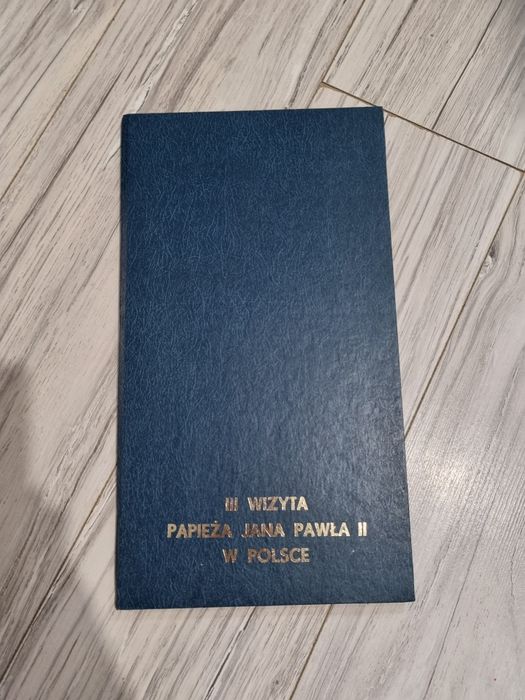 III WIZYTA
PAPIEŻA JANA PAWŁA II
W POLSCE